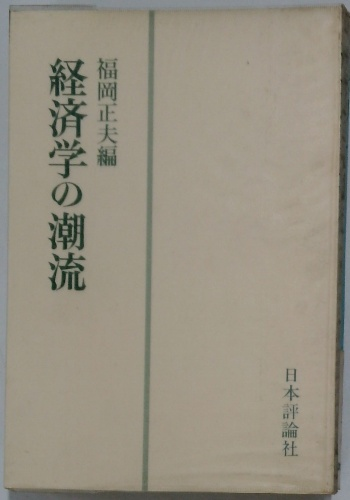 福岡正夫編
経済学の潮流
日本評論社